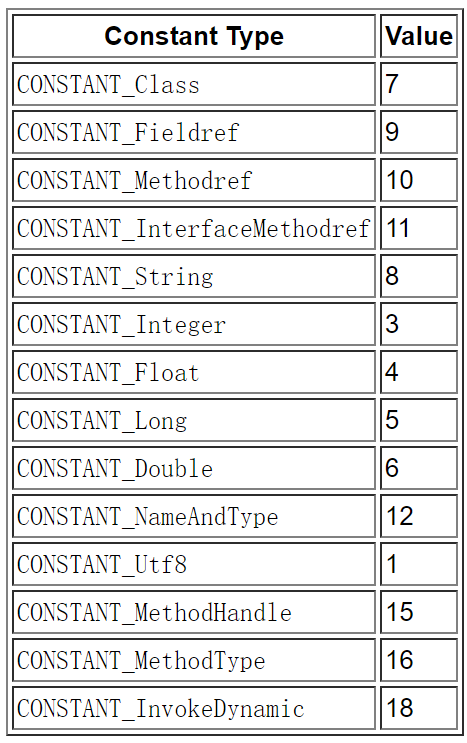 Constant Type Value
CONSTANT_Class 7
CONSTANT_Fieldref 9
CONSTANT_Methodref 10
CONSTANT_InterfaceMethodref 11
CONSTANT_String 8
CONSTANT_Integer 3
CONSTANT_Float 4
CONSTANT_Long 5
CONSTANT_Double 6
CONSTANT_NameAndType 12
CONSTANT_Utf8 1
CONSTANT_MethodHandle 15
CONSTANT_MethodType 16
CONSTANT_InvokeDynamic 18